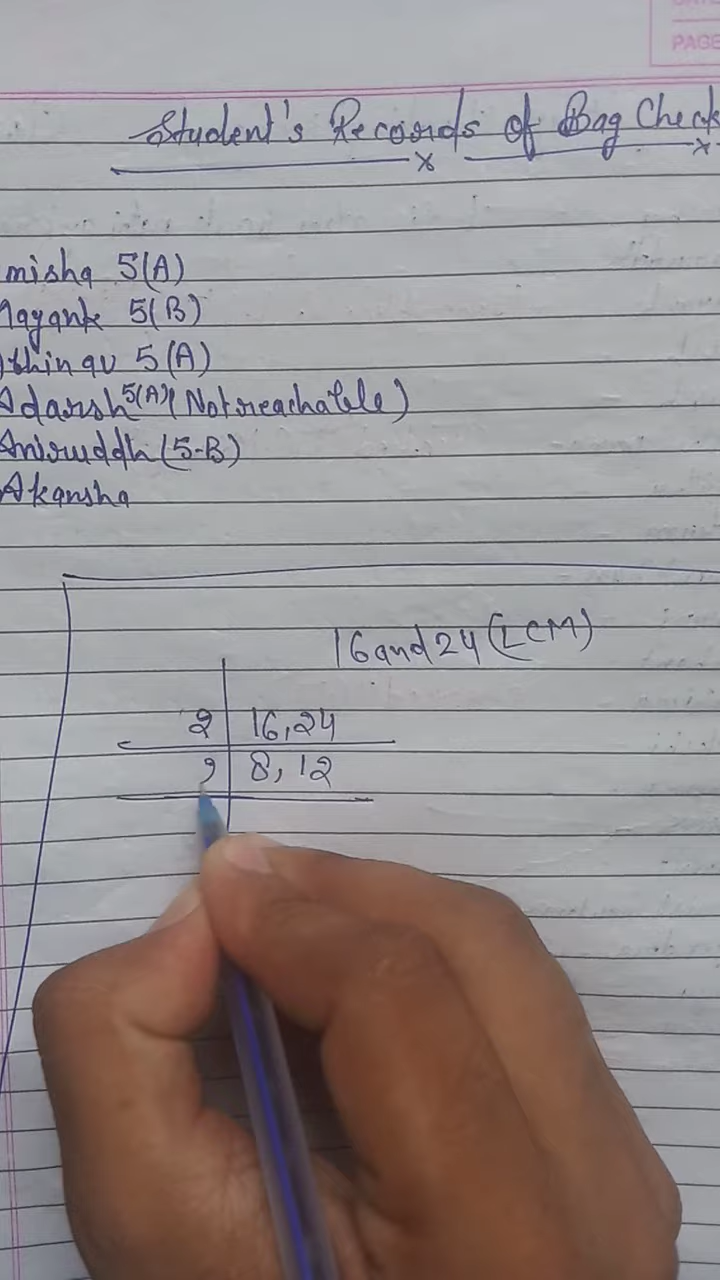 PAGE
Student's Records of Bag Check
misha 5(A)
Mayank 5(B)
bhinav 5(A)
Adarsh 5(A) (Not reachable)
Aniruddh (5-B)
Akansha
16 and 24 (LCM)
2 16, 24
2 8, 12